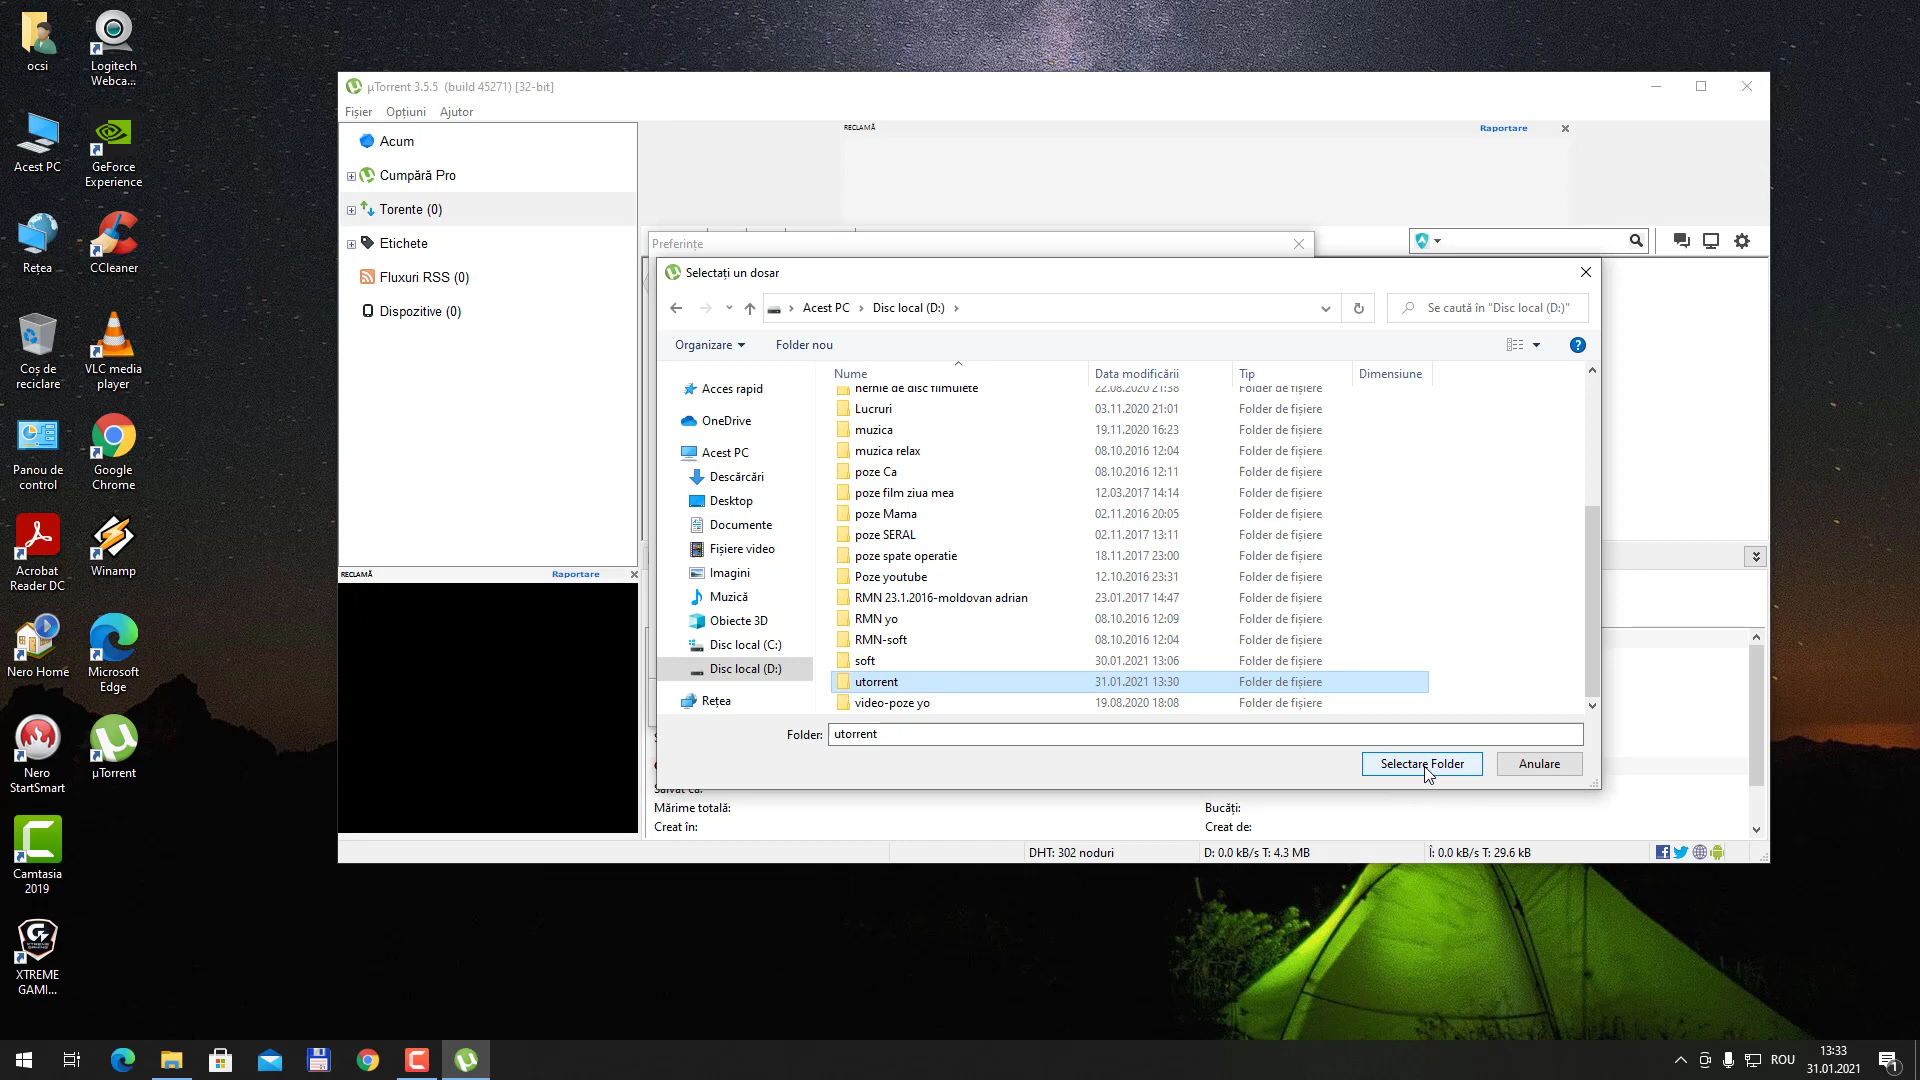 ocsi
Logitech
Webca...
Acest PC
GeForce
Experience
Rețea
CCleaner
Coș de
reciclare
VLC media
player
Panou de
control
Google
Chrome
Acrobat
Reader DC
Winamp
Nero Home
Microsoft
Edge
Nero
StartSmart
µTorrent
Camtasia
2019
XTREME
GAMI...
µTorrent 3.5.5 (build 45271) [32-bit]
Fișier
Opțiuni
Ajutor
Acum
Cumpără Pro
Torente (0)
Etichete
Fluxuri RSS (0)
Dispozitive (0)
RECLAMĂ
Raportare
RECLAMĂ
Raportare
Preferințe
Selectați un dosar
Acest PC
Disc local (D:)
Se caută în "Disc local (D:)"
Organizare
Folder nou
Acces rapid
OneDrive
Acest PC
Descărcări
Desktop
Documente
Fișiere video
Imagini
Muzică
Obiecte 3D
Disc local (C:)
Disc local (D:)
Rețea
Nume Data modificării Tip Dimensiune
hernie de disc filmulete 22.08.2020 21:38 Folder de fișiere
Lucruri 03.11.2020 21:01 Folder de fișiere
muzica 19.11.2020 16:23 Folder de fișiere
muzica relax 08.10.2016 12:04 Folder de fișiere
poze Ca 08.10.2016 12:11 Folder de fișiere
poze film ziua mea 12.03.2017 14:14 Folder de fișiere
poze Mama 02.11.2016 20:05 Folder de fișiere
poze SERAL 02.11.2017 13:11 Folder de fișiere
poze spate operatie 18.11.2017 23:00 Folder de fișiere
Poze youtube 12.10.2016 23:31 Folder de fișiere
RMN 23.1.2016-moldovan adrian 23.01.2017 14:47 Folder de fișiere
RMN yo 08.10.2016 12:09 Folder de fișiere
RMN-soft 08.10.2016 12:04 Folder de fișiere
soft 30.01.2021 13:06 Folder de fișiere
utorrent 31.01.2021 13:30 Folder de fișiere
video-poze yo 19.08.2020 18:08 Folder de fișiere
Folder: utorrent
Selectare Folder
Anulare
Salvat ca:
Mărime totală:
Bucăți:
Creat în:
Creat de:
DHT: 302 noduri
D: 0.0 kB/s T: 4.3 MB
Î: 0.0 kB/s T: 29.6 kB
ROU
13:33
31.01.2021
1